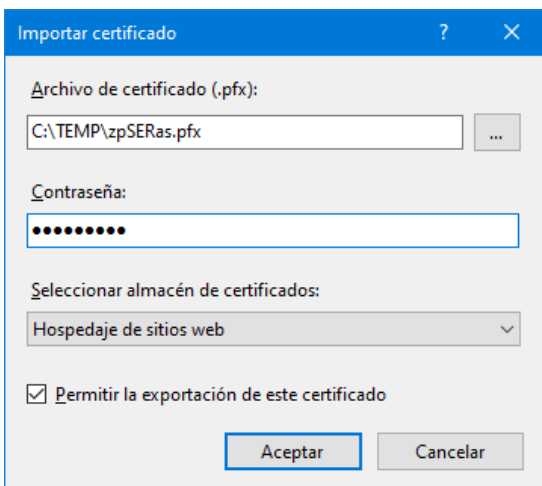 Importar certificado ? ×
Archivo de certificado (.pfx):
C:\TEMP\zpSERas.pfx ...
Contraseña:
●●●●●●●●●
Seleccionar almacén de certificados:
Hospedaje de sitios web
Permitir la exportación de este certificado
Aceptar Cancelar